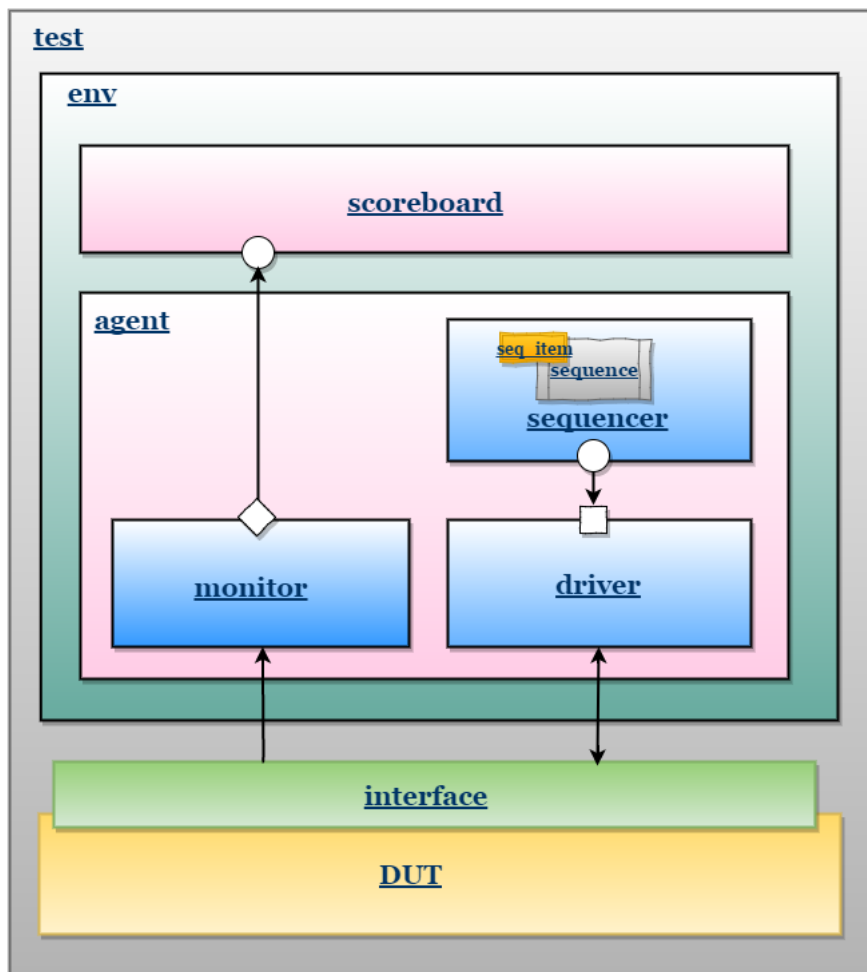 test
env
scoreboard
agent
seq_item
sequence
sequencer
monitor
driver
interface
DUT